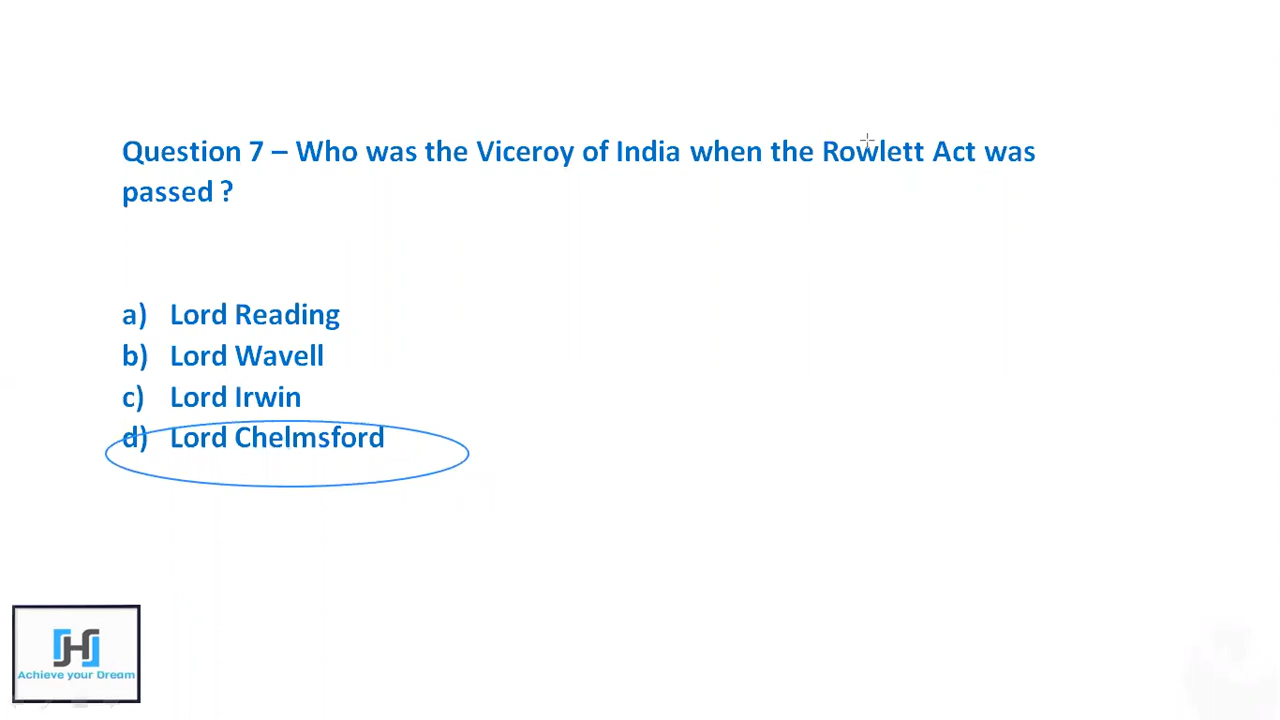 Question 7 – Who was the Viceroy of India when the Rowlett Act was
passed ?
a) Lord Reading
b) Lord Wavell
c) Lord Irwin
d) Lord Chelmsford
Achieve your Dream